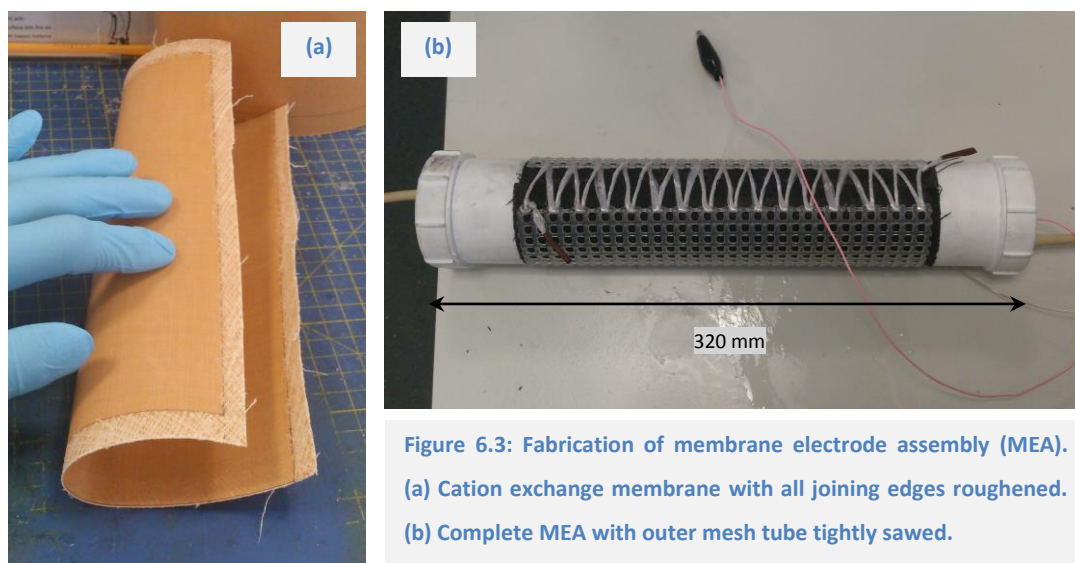 (a)
(b)
320 mm
Figure 6.3: Fabrication of membrane electrode assembly (MEA).
(a) Cation exchange membrane with all joining edges roughened.
(b) Complete MEA with outer mesh tube tightly sawed.